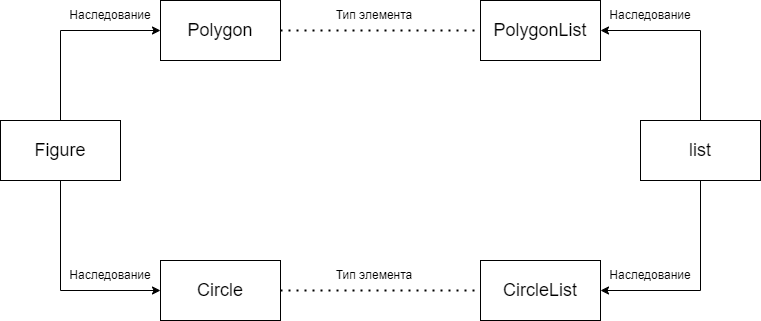 Наследование
Тип элемента
Наследование
Polygon
PolygonList
Figure
list
Наследование
Тип элемента
Наследование
Circle
CircleList